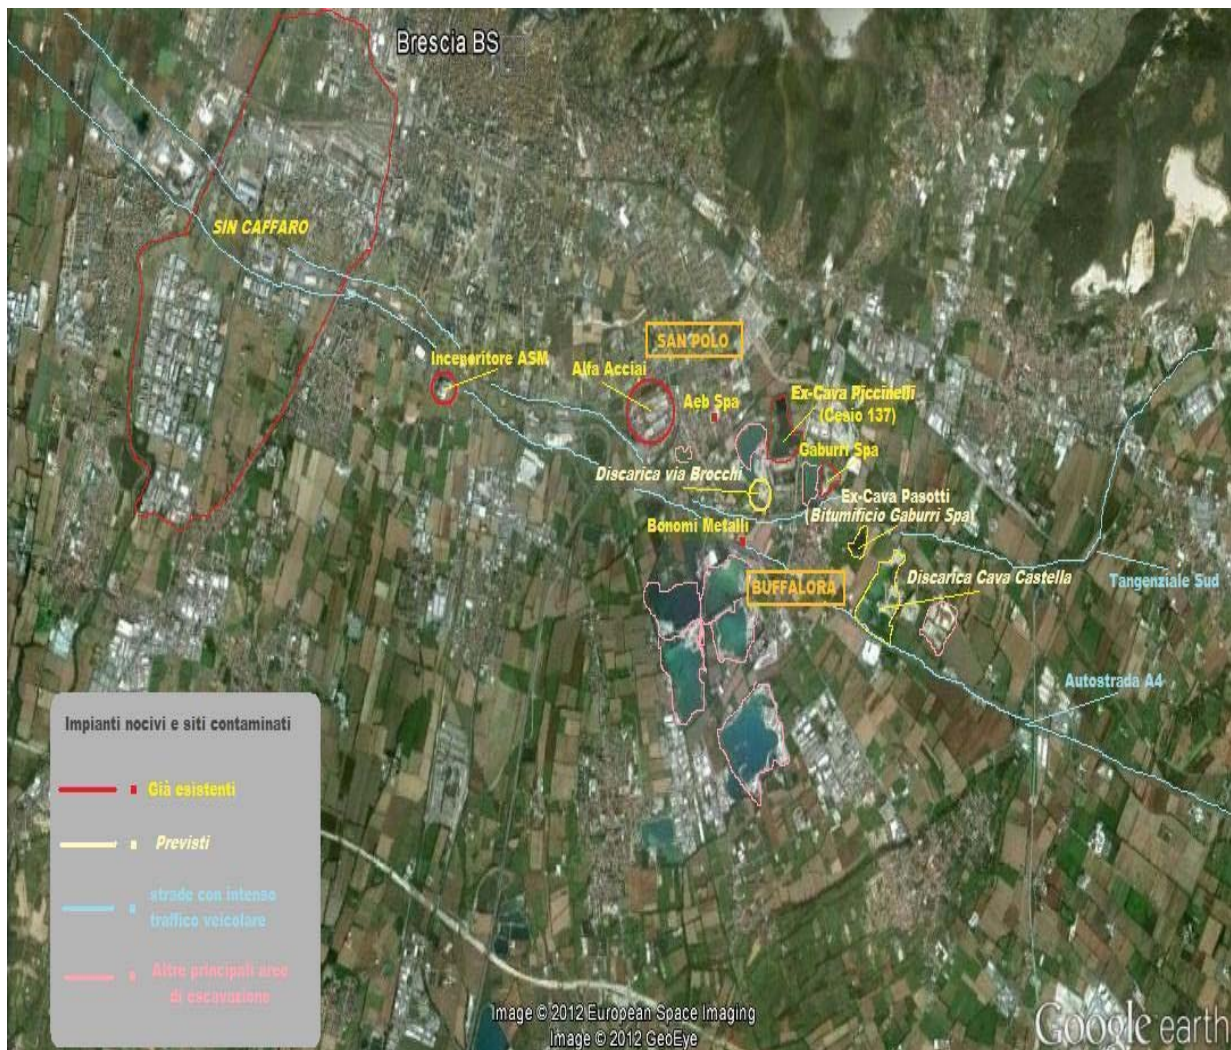 Brescia BS
SIN CAFFARO
SAN POLO
Inceneritore ASM
Alfa Acciai
Aeb Spa
Ex-Cava Piccinelli
(Cesio 137)
Gaburri Spa
Discarica via Brocchi
Ex-Cava Pasotti
(Bitumificio Gaburri Spa)
Bonomi Metalli
BUFFALORA
Discarica Cava Castella
Tangenziale Sud
Autostrada A4
Impianti nocivi e siti contaminati
Già esistenti
Previsti
strade con intenso
traffico veicolare
Altre principali aree
di escavazione
Image © 2012 European Space Imaging
Image © 2012 GeoEye
Google earth